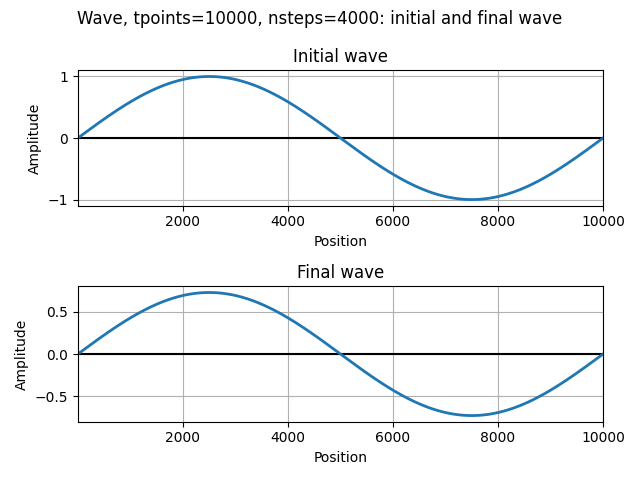 Wave, tpoints=10000, nsteps=4000: initial and final wave
Initial wave
1
0
−1
Amplitude
2000 4000 6000 8000 10000
Position
Final wave
0.5
0.0
−0.5
Amplitude
2000 4000 6000 8000 10000
Position